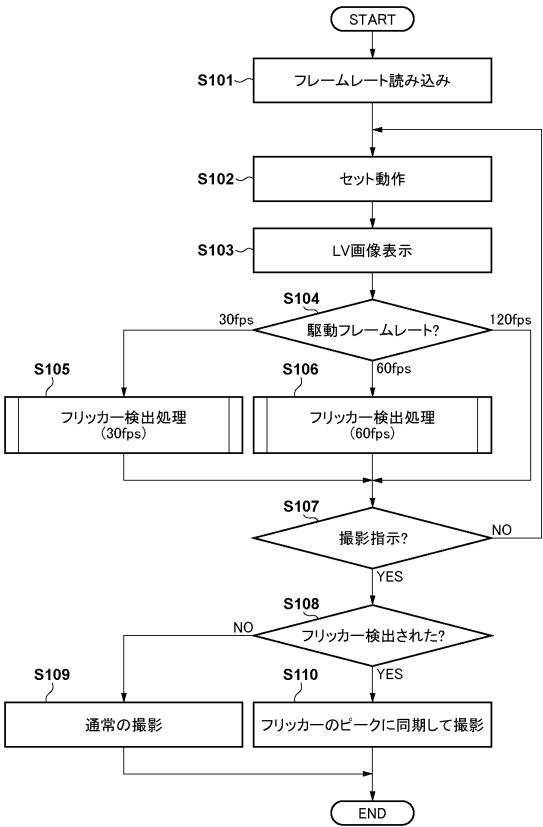 START
S101
フレームレート読み込み
S102
セット動作
S103
LV画像表示
S104
30fps
駆動フレームレート?
120fps
60fps
S105
フリッカー検出処理
(30fps)
S106
フリッカー検出処理
(60fps)
S107
撮影指示?
NO
YES
S108
NO
フリッカー検出された?
YES
S109
通常の撮影
S110
フリッカーのピークに同期して撮影
END